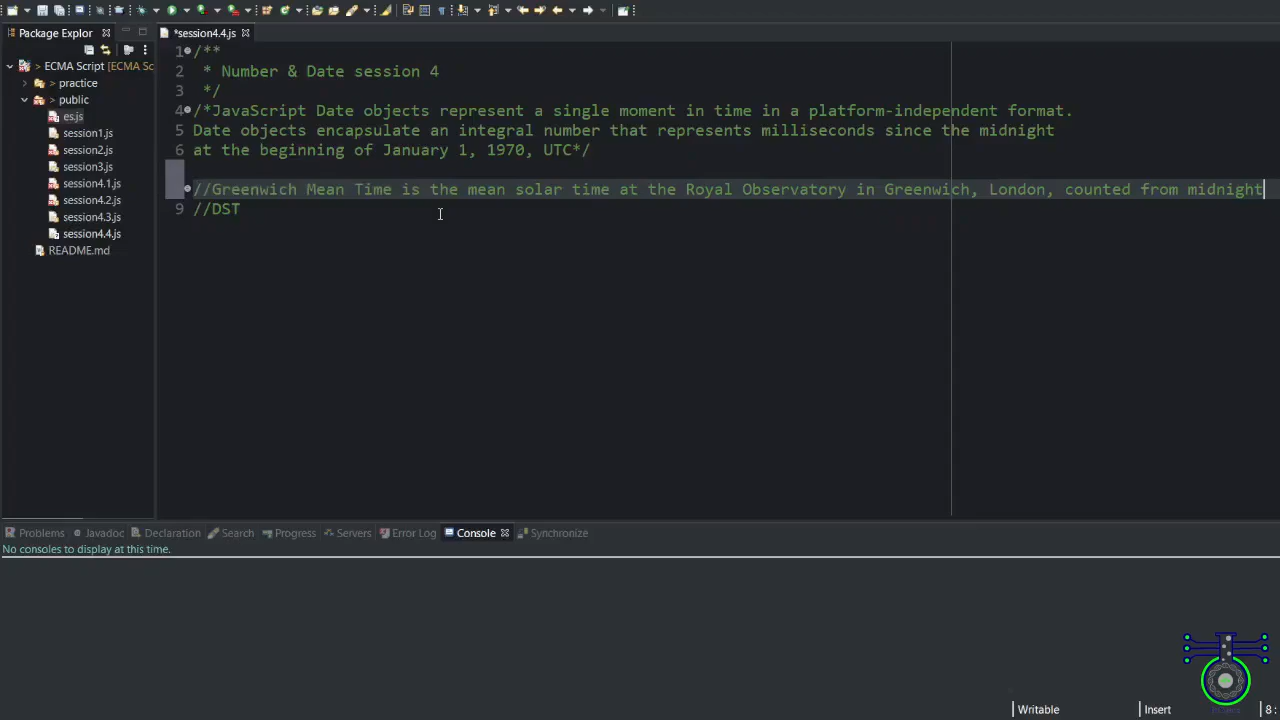 Package Explor
*session4.4.js
> ECMA Script [ECMA Sc
> practice
> public
es.js
session1.js
session2.js
session3.js
session4.1.js
session4.2.js
session4.3.js
session4.4.js
README.md
1 /**
2 * Number & Date session 4
3 */
4 /*JavaScript Date objects represent a single moment in time in a platform-independent format.
5 Date objects encapsulate an integral number that represents milliseconds since the midnight
6 at the beginning of January 1, 1970, UTC*/
//Greenwich Mean Time is the mean solar time at the Royal Observatory in Greenwich, London, counted from midnight
9 //DST
Problems Javadoc Declaration Search Progress Servers Error Log Console Synchronize
No consoles to display at this time.
Writable Insert 8: